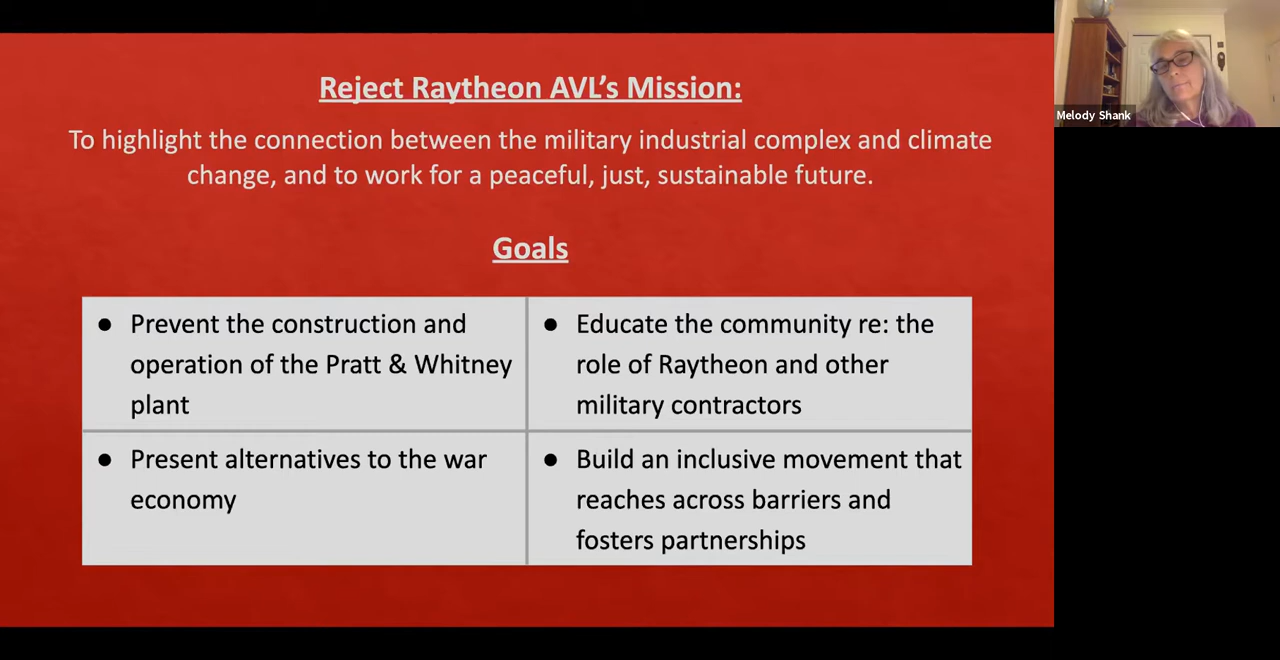 Reject Raytheon AVL's Mission:
To highlight the connection between the military industrial complex and climate
change, and to work for a peaceful, just, sustainable future.
Goals
● Prevent the construction and
operation of the Pratt & Whitney
plant
● Educate the community re: the
role of Raytheon and other
military contractors
● Present alternatives to the war
economy
● Build an inclusive movement that
reaches across barriers and
fosters partnerships
Melody Shank